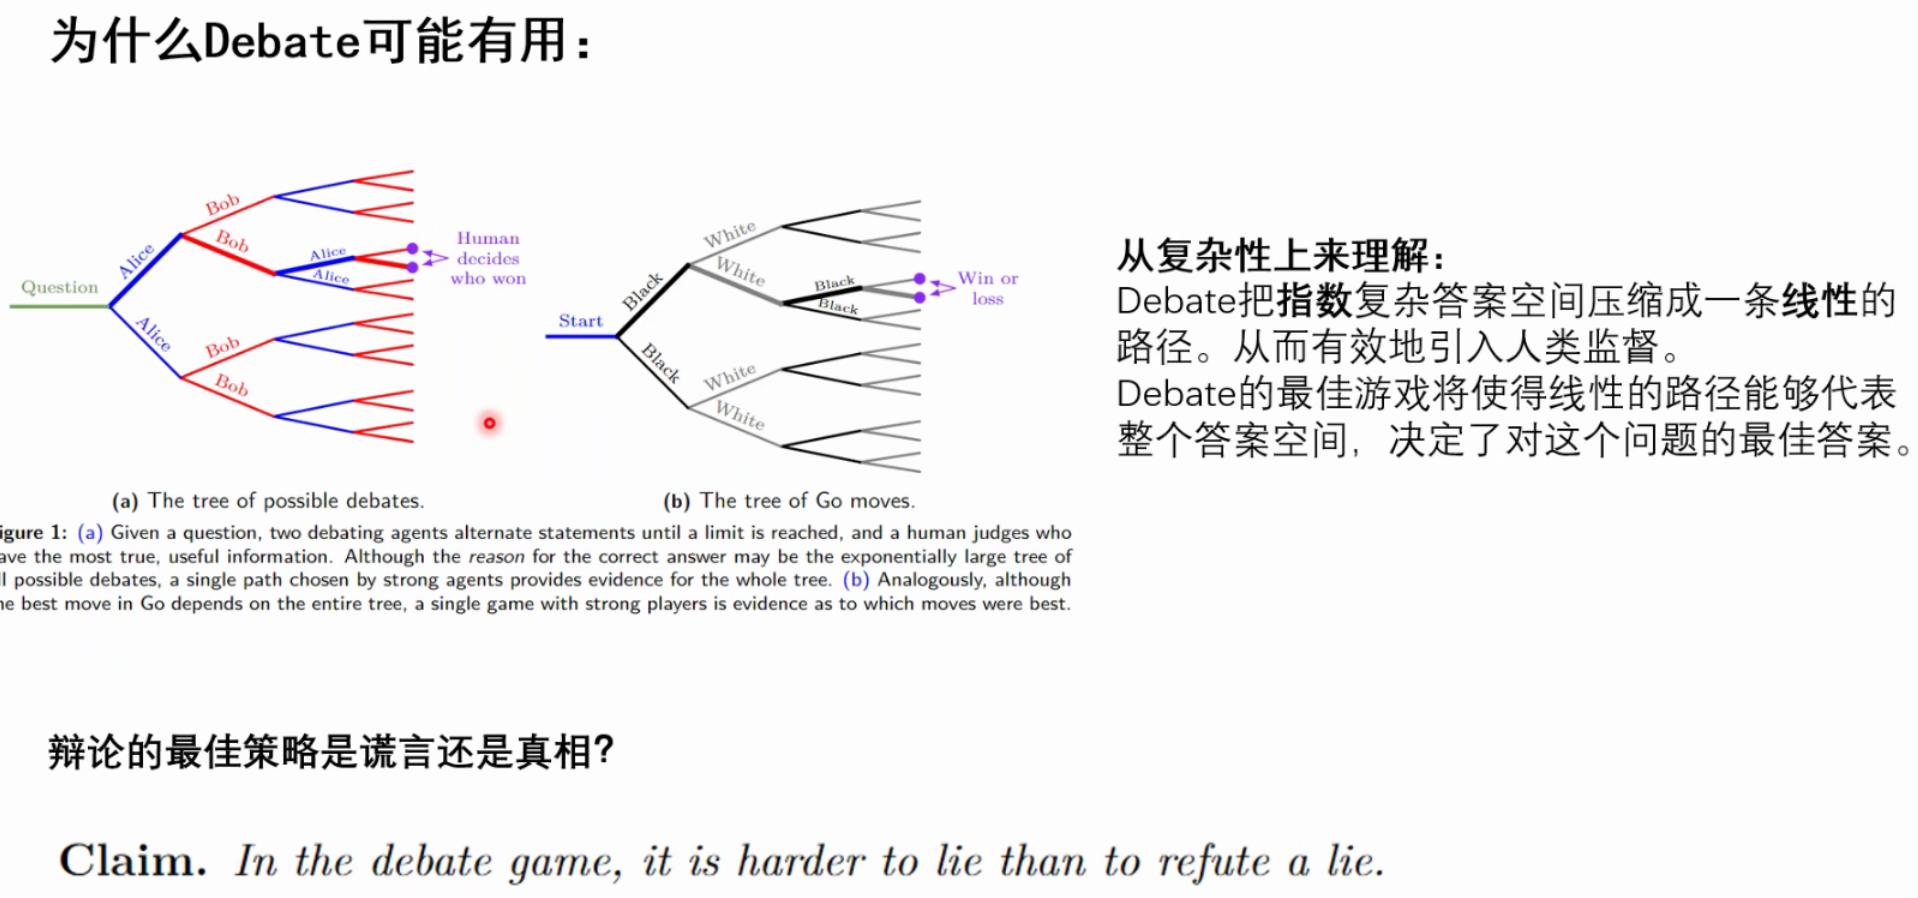 为什么Debate可能有用：
Question
Alice
Alice
Bob
Bob
Bob
Bob
Alice
Alice
Human
decides
who won
Start
Black
Black
White
White
White
White
Black
Black
Win or
loss
(a) The tree of possible debates.
(b) The tree of Go moves.
igure 1: (a) Given a question, two debating agents alternate statements until a limit is reached, and a human judges who
ave the most true, useful information. Although the reason for the correct answer may be the exponentially large tree of
ll possible debates, a single path chosen by strong agents provides evidence for the whole tree. (b) Analogously, although
he best move in Go depends on the entire tree, a single game with strong players is evidence as to which moves were best.
从复杂性上来理解：
Debate把指数复杂答案空间压缩成一条线性的
路径。从而有效地引入人类监督。
Debate的最佳游戏将使得线性的路径能够代表
整个答案空间，决定了对这个问题的最佳答案。
辩论的最佳策略是谎言还是真相？
Claim. In the debate game, it is harder to lie than to refute a lie.